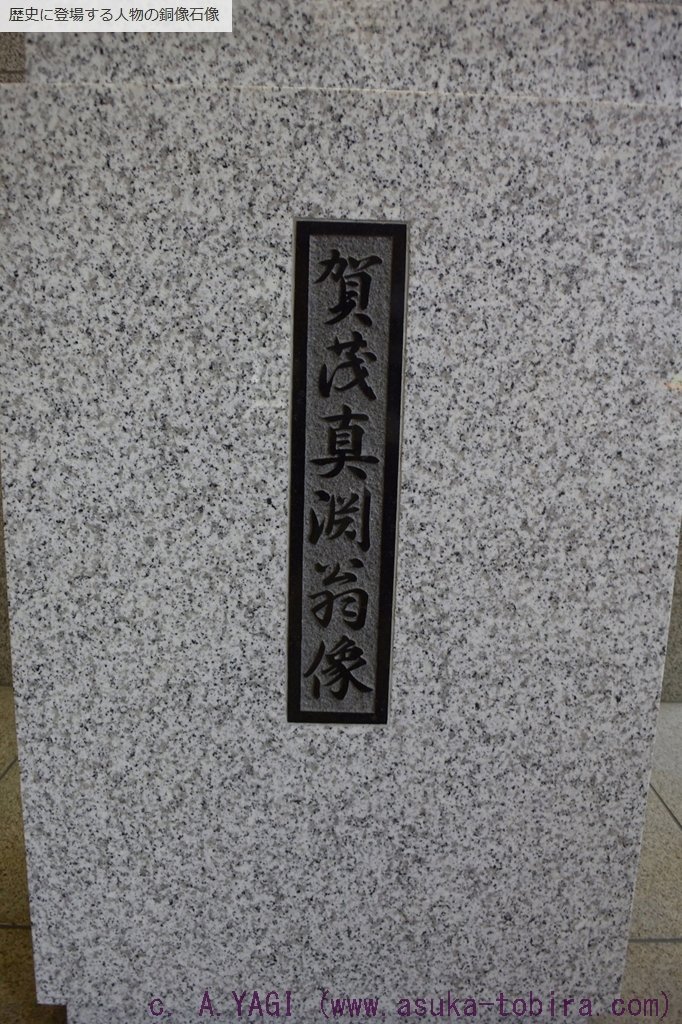 歴史に登場する人物の銅像石像
賀茂真淵翁像
c. A.YAGI (www.asuka-tobira.com)